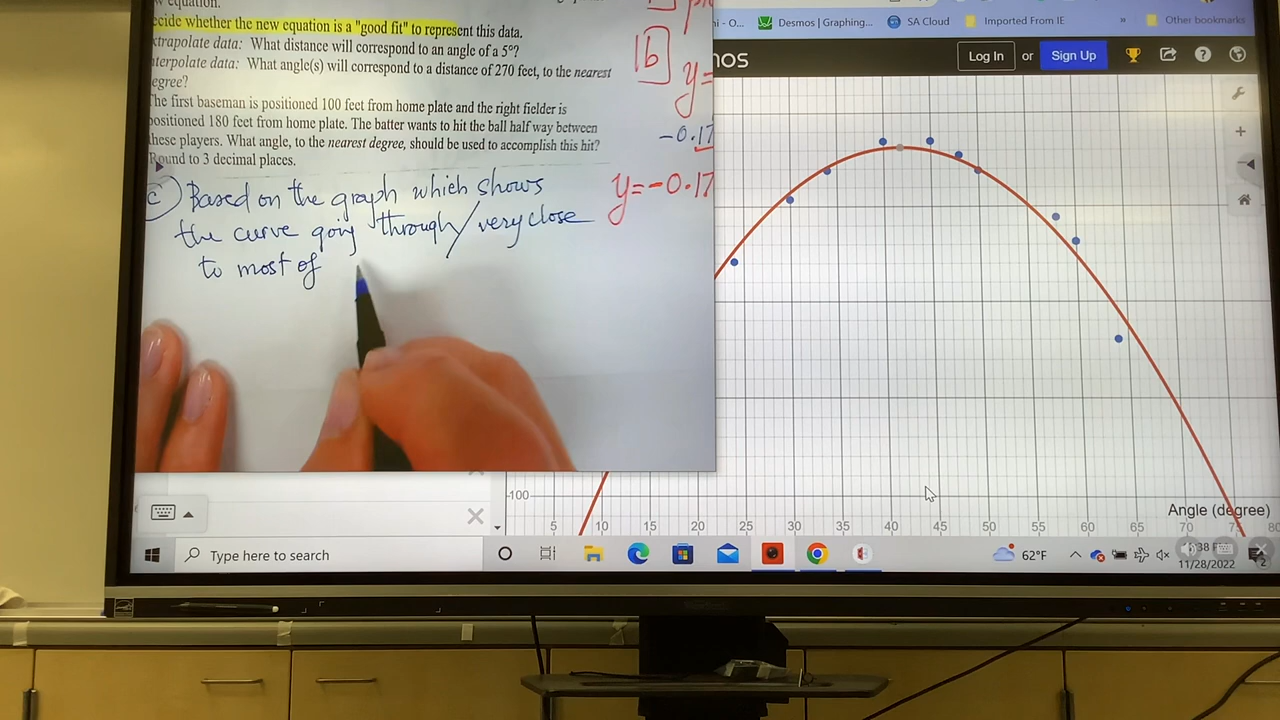 equation.
ecide whether the new equation is a "good fit" to represent this data.
xtrapolate data: What distance will correspond to an angle of a 5°?
nterpolate data: What angle(s) will correspond to a distance of 270 feet, to the nearest
egree?
The first baseman is positioned 100 feet from home plate and the right fielder is
positioned 180 feet from home plate. The batter wants to hit the ball half way between
these players. What angle, to the nearest degree, should be used to accomplish this hit?
Round to 3 decimal places.
C Based on the graph which shows
the curve going through/very close
to most of
1b
y=
-0.17
y=-0.17
ni - O...
Desmos | Graphing...
SA Cloud
Imported From IE
»
Other bookmarks
nos
Log In or Sign Up
-100
5 10 15 20 25 30 35 40 45 50 55 60 65 70 75 80
Angle (degree)
Type here to search
62°F
11/28/2022
2